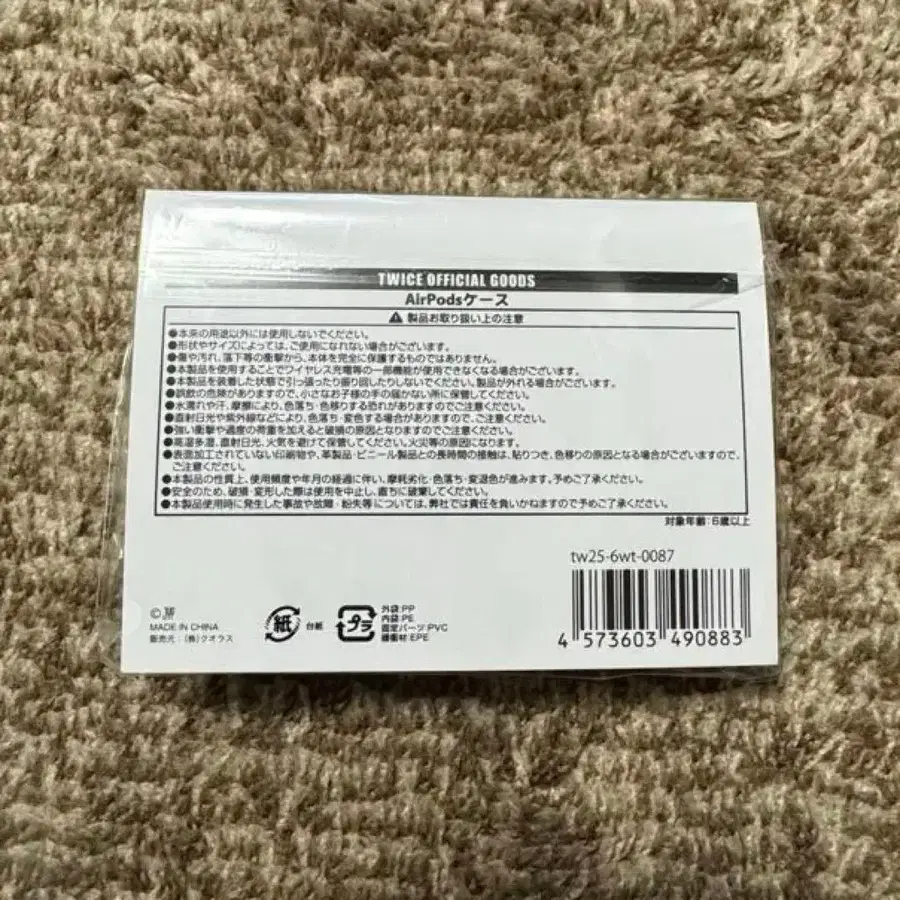 TWICE OFFICIAL GOODS
AirPodsケース
⚠ 製品お取り扱い上の注意
●本来の用途以外には使用しないでください。
●形状やサイズによっては、ご使用になれない場合がございます。
●傷や汚れ、落下等の衝撃から、本体を完全に保護するものではありません。
●本製品を使用することでワイヤレス充電等の一部機能が使用できなくなる場合がございます。
●本製品を装着した状態で引っ張ったり振り回したりしないでください。製品が外れる場合がございます。
●誤飲の危険がありますので、小さなお子様の手の届かない所に保管してください。
●水濡れや汗、摩擦により、色落ち・色移りする恐れがありますのでご注意ください。
●直射日光や紫外線などにより、色落ち・変色する場合がありますので、ご注意ください。
●強い衝撃や過度の荷重を加えると破損の原因となりますのでご注意ください。
●高温多湿、直射日光、火気を避けて保管してください。火災等の原因になります。
●表面加工されていない印刷物や、革製品・ビニール製品との長時間の接触は、貼りつき、色移りの原因となる場合がございますので、
ご注意ください。
●本製品の性質上、使用頻度や年月の経過に伴い、摩耗劣化・色落ち・変退色が進みます。予めご了承ください。
●安全のため、破損・変形した際は使用を中止し、直ちに破棄してください。
●本製品使用時に発生した事故や故障・紛失等については、弊社では責任を負いかねますので予めご了承ください。
対象年齢:6歳以上
tw25-6wt-0087
4 573603 490883
©
MADE IN CHINA
販売元:(株)クオラス
紙 台紙
プラ
外袋:PP
内袋:PE
固定パーツ:PVC
緩衝材:EPE